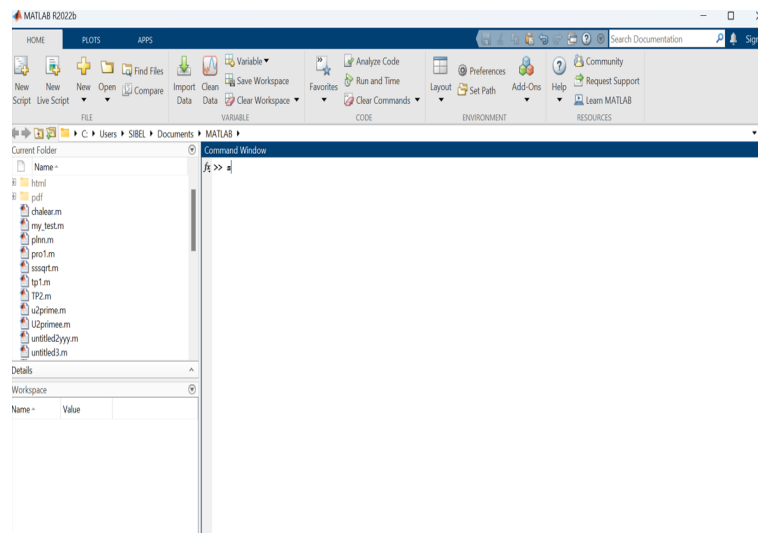 MATLAB R2022b
HOME PLOTS APPS Search Documentation Sign
New Script New Live Script New Open Find Files Compare Import Data Clean Data Variable Save Workspace Clear Workspace Favorites Analyze Code Run and Time Clear Commands Layout Preferences Set Path Add-Ons Help Community Request Support Learn MATLAB
FILE VARIABLE CODE ENVIRONMENT RESOURCES
C: Users SIBEL Documents MATLAB
Current Folder
Name
html
pdf
chalear.m
my_test.m
plnn.m
pro1.m
sssqrt.m
tp1.m
TP2.m
u2prime.m
U2primee.m
untitled2yyy.m
untitled3.m
Details
Workspace
Name Value
Command Window
fx >>